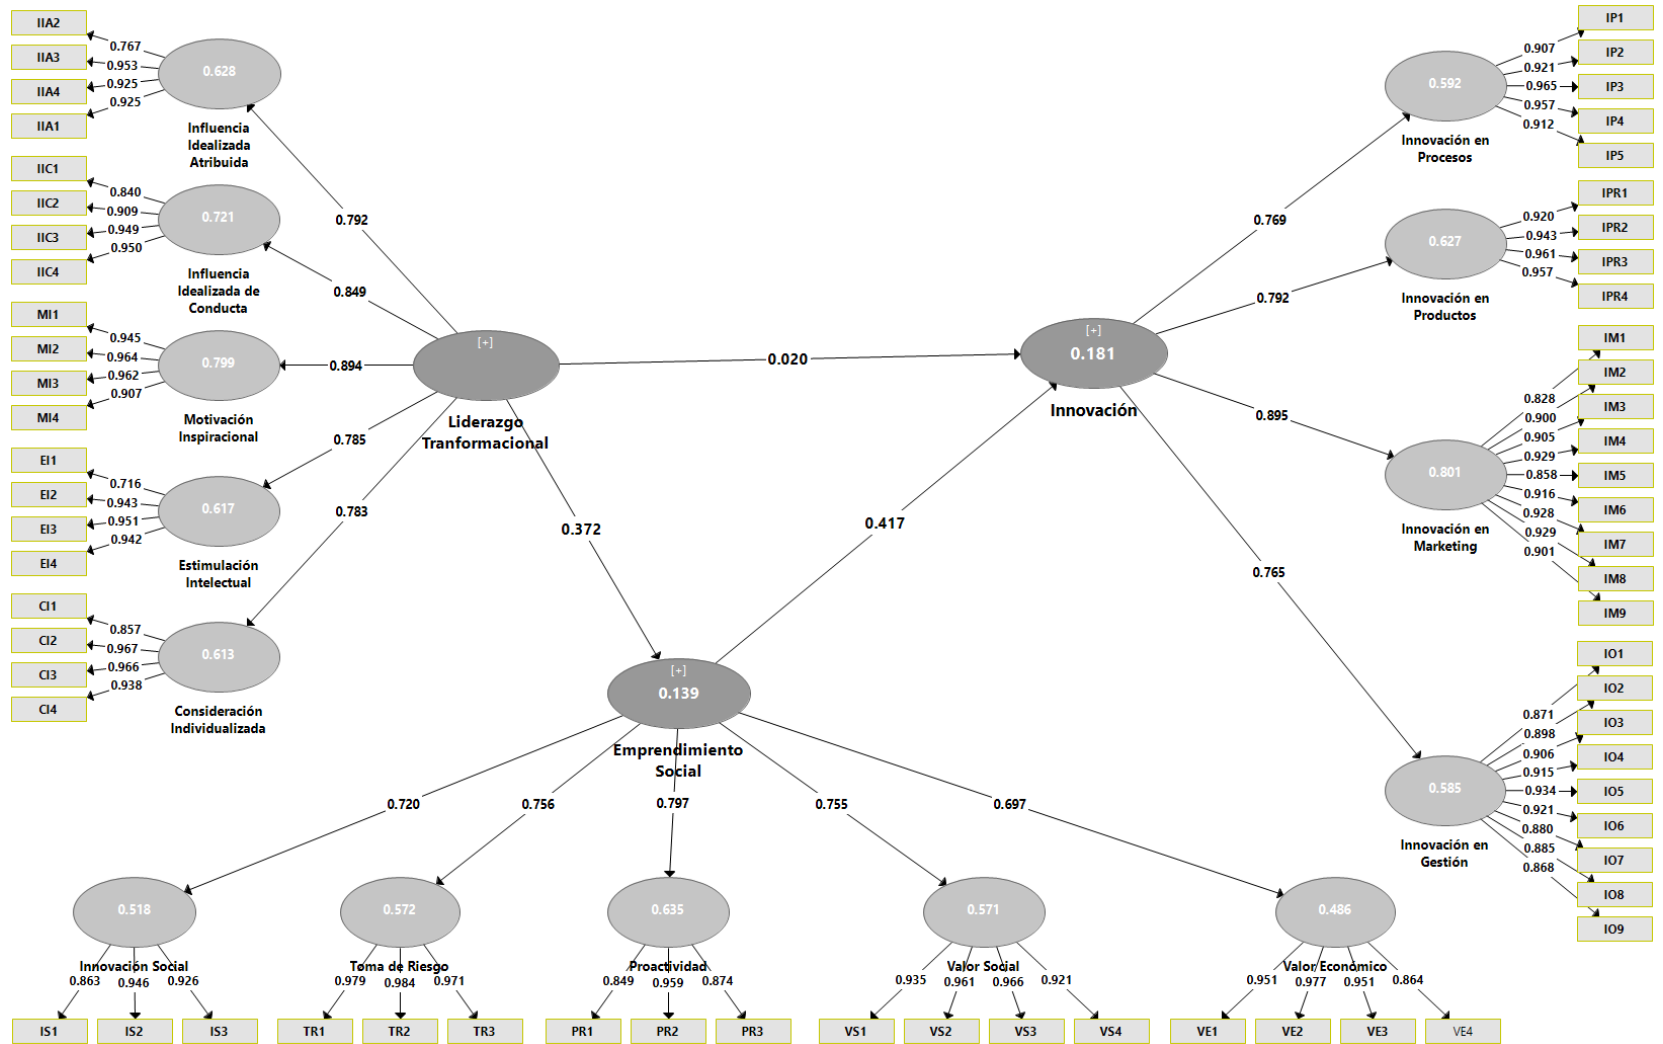 IIA2
IIA3
IIA4
IIA1
0.767
0.953
0.925
0.925
0.628
Influencia
Idealizada
Atribuida
IIC1
IIC2
IIC3
IIC4
0.840
0.909
0.949
0.950
0.721
Influencia
Idealizada de
Conducta
MI1
MI2
MI3
MI4
0.945
0.964
0.962
0.907
0.799
Motivación
Inspiracional
EI1
EI2
EI3
EI4
0.716
0.943
0.951
0.942
0.617
Estimulación
Intelectual
CI1
CI2
CI3
CI4
0.857
0.967
0.966
0.938
0.613
Consideración
Individualizada
0.792
0.849
0.894
0.785
0.783
[+]
Liderazgo
Tranformacional
0.020
0.372
0.417
[+]
0.181
Innovación
0.769
0.792
0.895
0.765
0.592
Innovación en
Procesos
0.907
0.921
0.965
0.957
0.912
IP1
IP2
IP3
IP4
IP5
0.627
Innovación en
Productos
0.920
0.943
0.961
0.957
IPR1
IPR2
IPR3
IPR4
0.801
Innovación en
Marketing
0.828
0.900
0.905
0.929
0.858
0.916
0.928
0.929
0.901
IM1
IM2
IM3
IM4
IM5
IM6
IM7
IM8
IM9
0.585
Innovación en
Gestión
0.871
0.898
0.906
0.915
0.934
0.921
0.880
0.885
0.868
IO1
IO2
IO3
IO4
IO5
IO6
IO7
IO8
IO9
[+]
0.139
Emprendimiento
Social
0.720
0.756
0.797
0.755
0.697
0.518
Innovación Social
0.863
0.946
0.926
IS1
IS2
IS3
0.572
Toma de Riesgo
0.979
0.984
0.971
TR1
TR2
TR3
0.635
Proactividad
0.849
0.959
0.874
PR1
PR2
PR3
0.571
Valor Social
0.935
0.961
0.966
0.921
VS1
VS2
VS3
VS4
0.486
Valor Económico
0.951
0.977
0.951
0.864
VE1
VE2
VE3
VE4